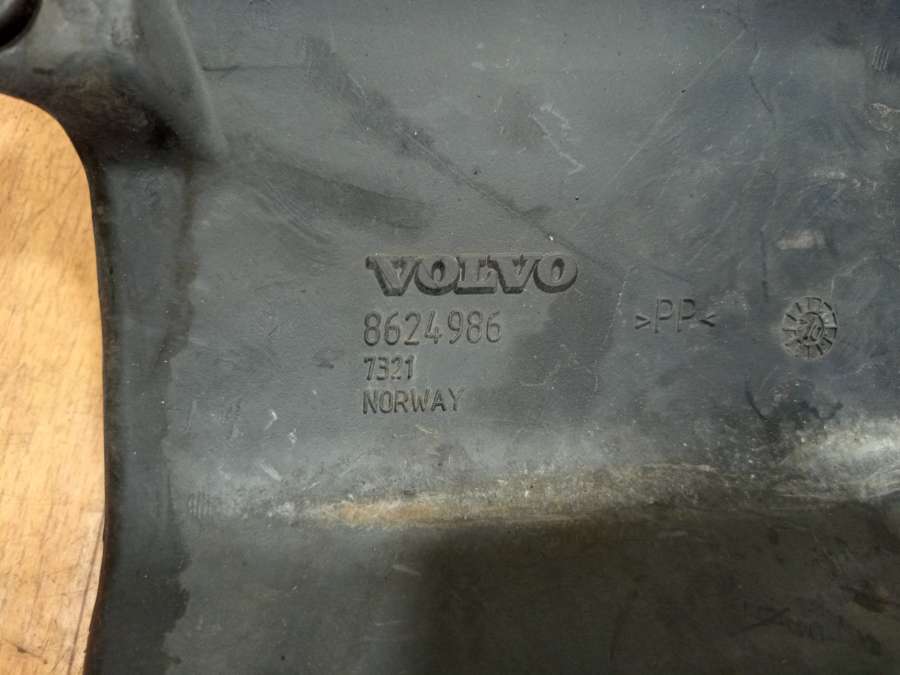 VOLVO
8624986
7321
NORWAY
>PP<